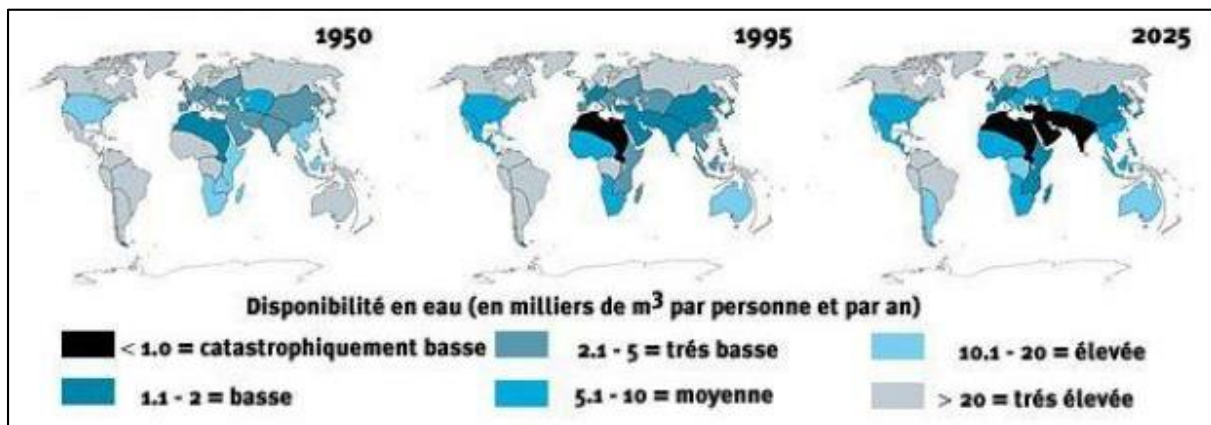 1950 1995 2025
Disponibilité en eau (en milliers de m³ par personne et par an)
< 1.0 = catastrophiquement basse 2.1 - 5 = trés basse 10.1 - 20 = élevée
1.1 - 2 = basse 5.1 - 10 = moyenne > 20 = trés élevée